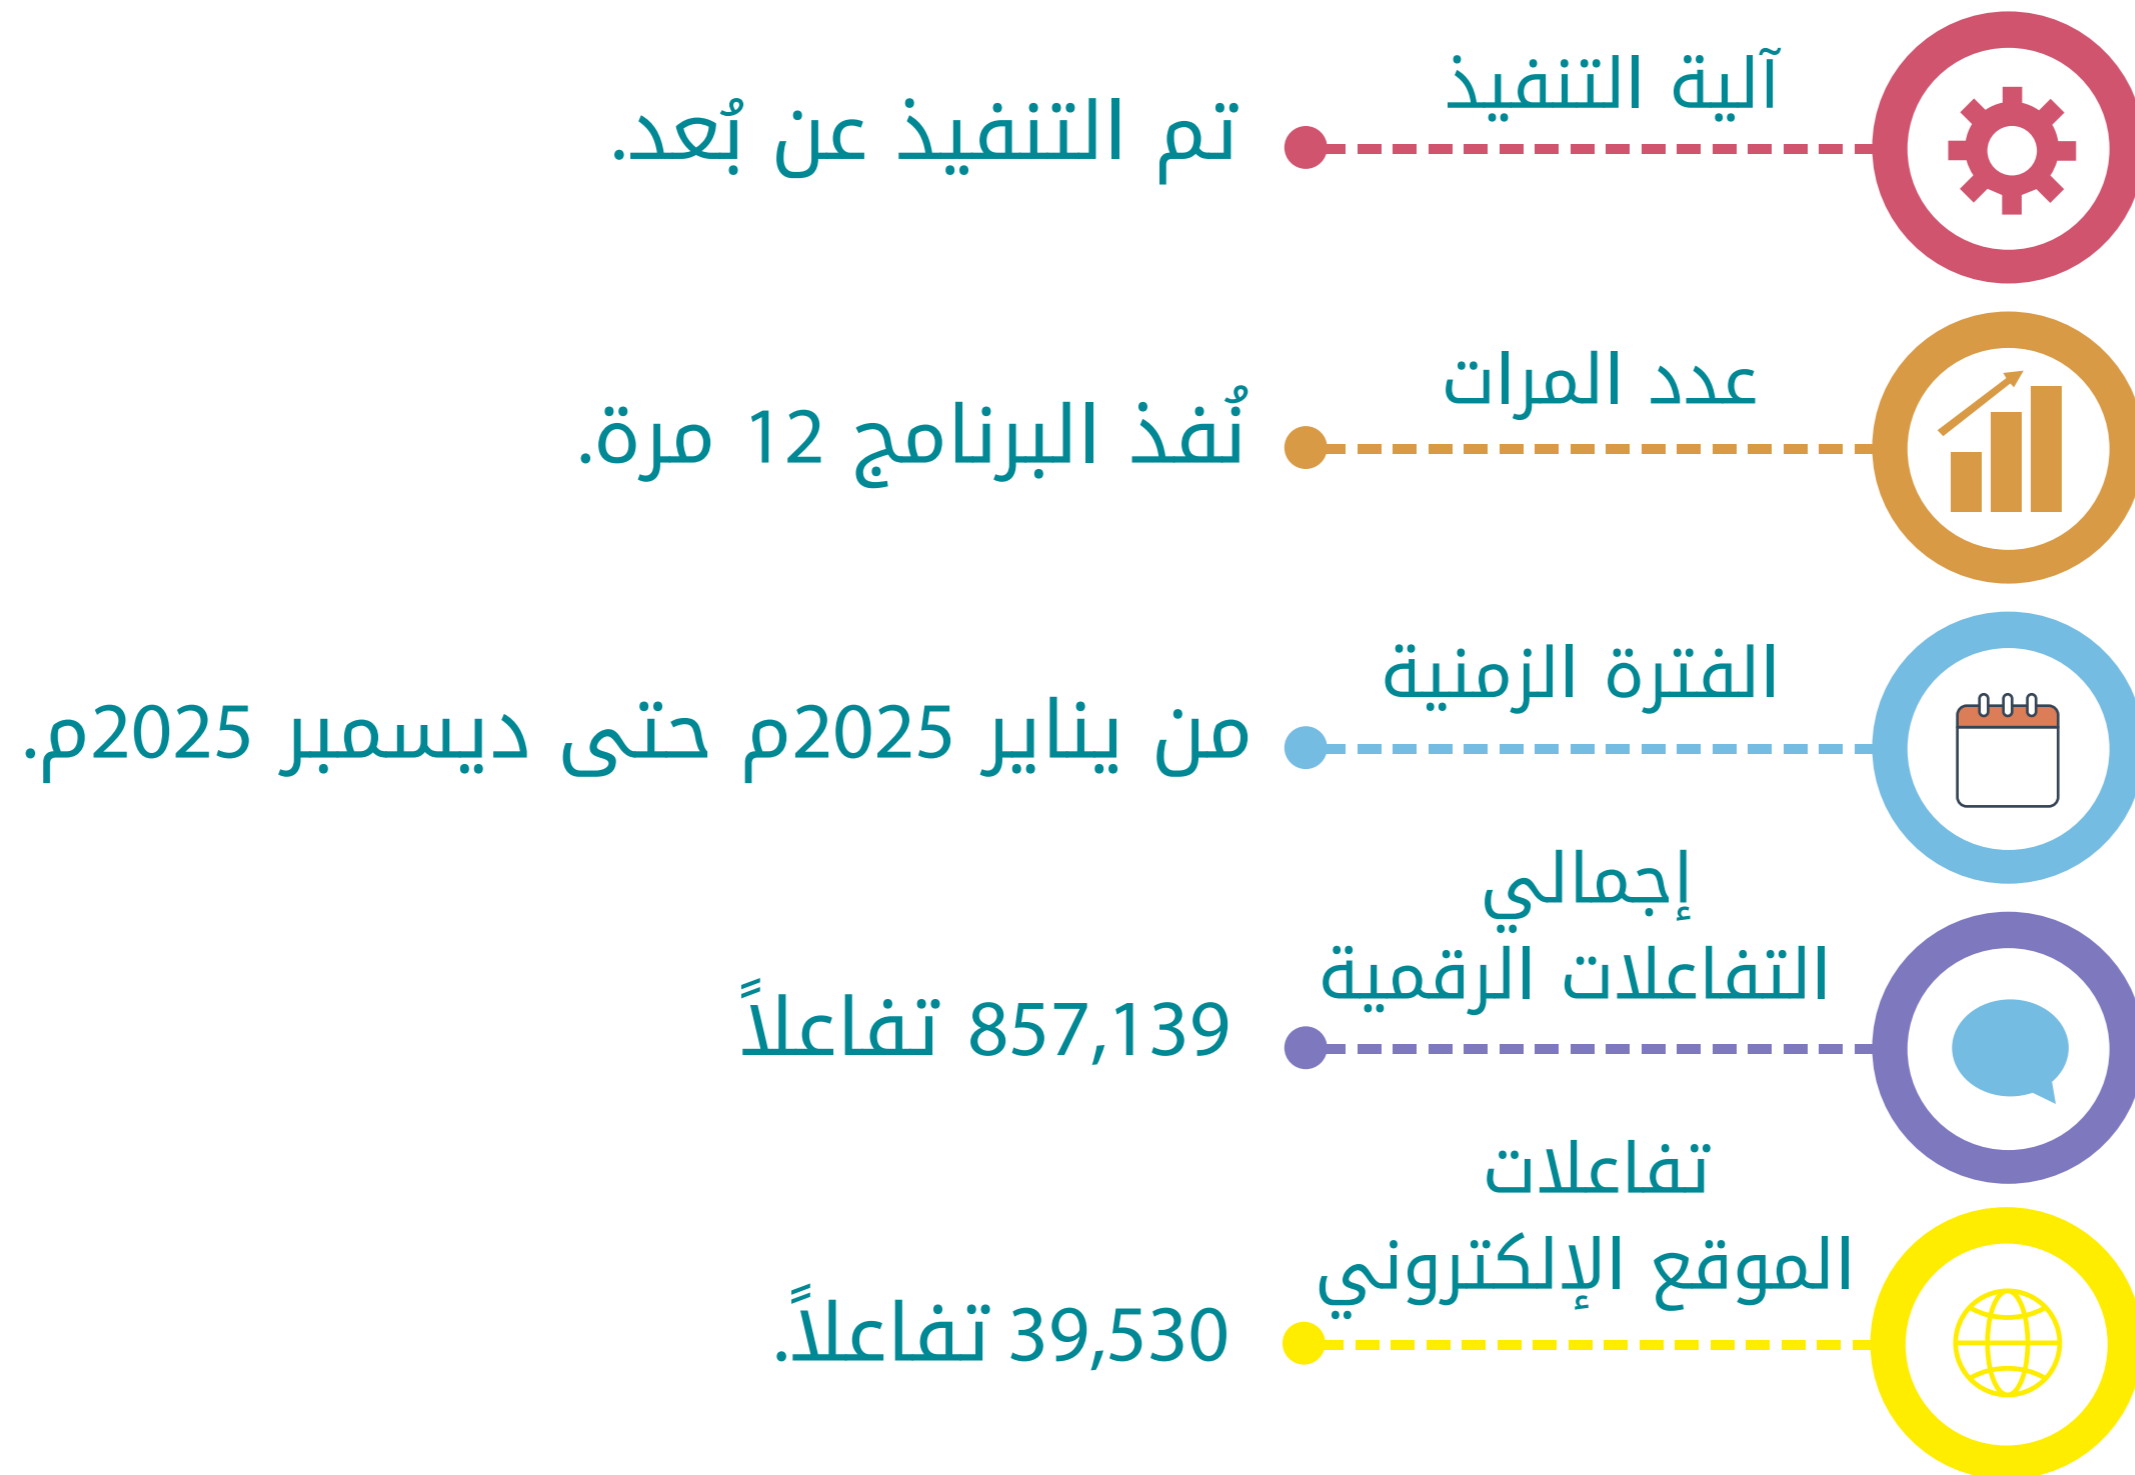 آلية التنفيذ
تم التنفيذ عن بُعد.
عدد المرات
نُفذ البرنامج 12 مرة.
الفترة الزمنية
من يناير 2025م حتى ديسمبر 2025م.
إجمالي
التفاعلات الرقمية
857,139 تفاعلاً
تفاعلات
الموقع الإلكتروني
39,530 تفاعلاً.